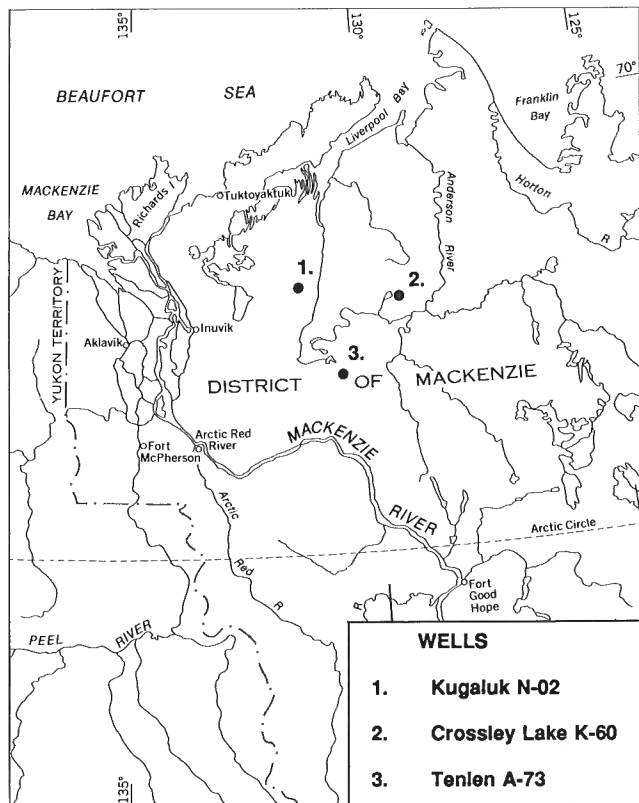 135°
130°
125°
70°
BEAUFORT SEA
Franklin
Bay
Liverpool Bay
MACKENZIE
BAY
Richards I
Tuktoyaktuk
Anderson
River
Horton
R
1.
2.
YUKON TERRITORY
Inuvik
Aklavik
3.
DISTRICT OF MACKENZIE
Fort
McPherson
Arctic Red
River
MACKENZIE
RIVER
Arctic
Red
R
Arctic Circle
Fort
Good
Hope
R
PEEL RIVER
135°
WELLS
1. Kugaluk N-02
2. Crossley Lake K-60
3. Tenlen A-73